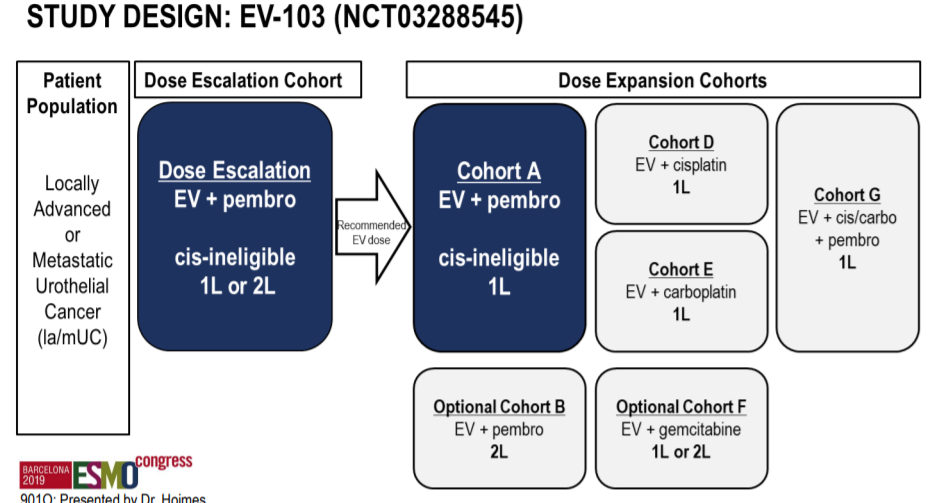 STUDY DESIGN: EV-103 (NCT03288545)
Patient
Population
Locally
Advanced
or
Metastatic
Urothelial
Cancer
(la/mUC)
Dose Escalation Cohort
Dose Escalation
EV + pembro
cis-ineligible
1L or 2L
Recommended
EV dose
Dose Expansion Cohorts
Cohort A
EV + pembro
cis-ineligible
1L
Cohort D
EV + cisplatin
1L
Cohort E
EV + carboplatin
1L
Cohort G
EV + cis/carbo
+ pembro
1L
Optional Cohort B
EV + pembro
2L
Optional Cohort F
EV + gemcitabine
1L or 2L
BARCELONA
2019
ESMO
congress
901O: Presented by Dr. Hoimes